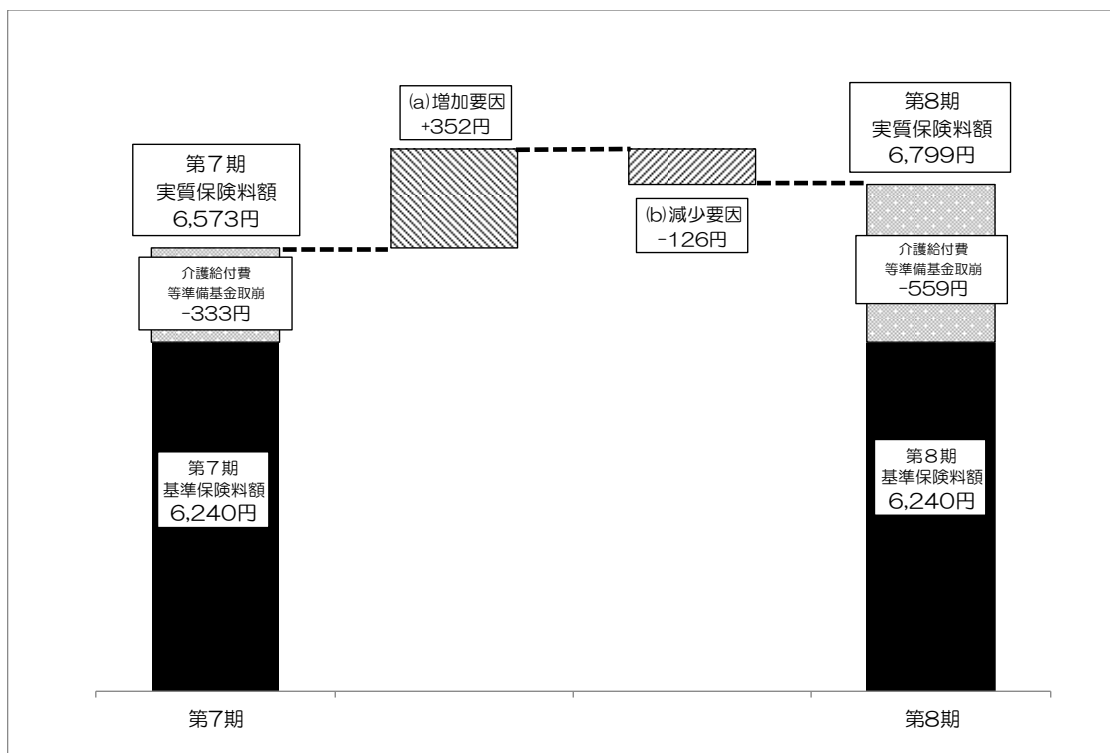 第７期
実質保険料額
6,573円
介護給付費
等準備基金取崩
-333円
第７期
基準保険料額
6,240円
(a)増加要因
+352円
(b)減少要因
-126円
第８期
実質保険料額
6,799円
介護給付費
等準備基金取崩
-559円
第８期
基準保険料額
6,240円
第７期
第８期